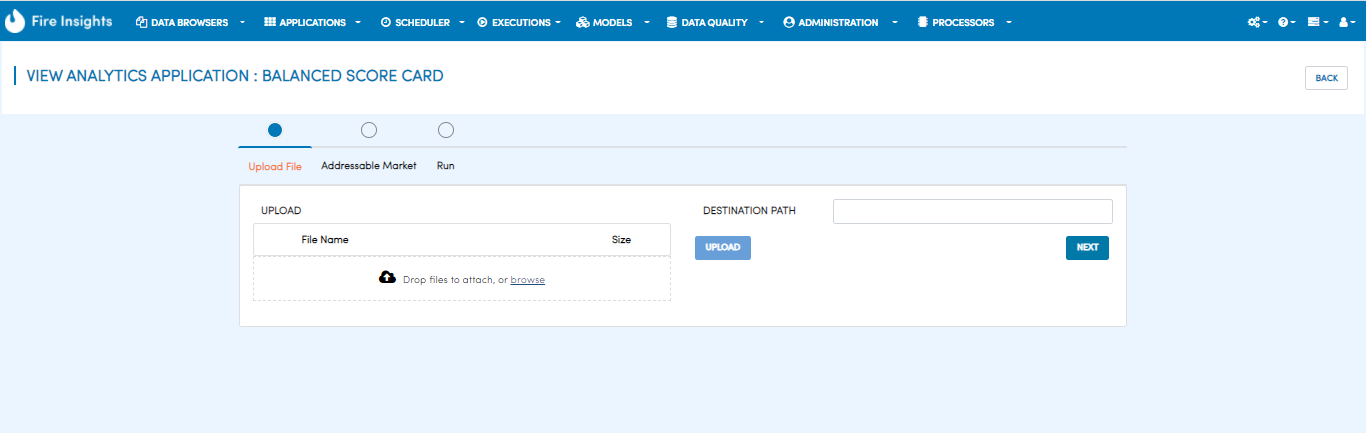 Fire Insights DATA BROWSERS APPLICATIONS SCHEDULER EXECUTIONS MODELS DATA QUALITY ADMINISTRATION PROCESSORS
VIEW ANALYTICS APPLICATION : BALANCED SCORE CARD
BACK
Upload File Addressable Market Run
UPLOAD
DESTINATION PATH
File Name Size
UPLOAD
NEXT
Drop files to attach, or browse